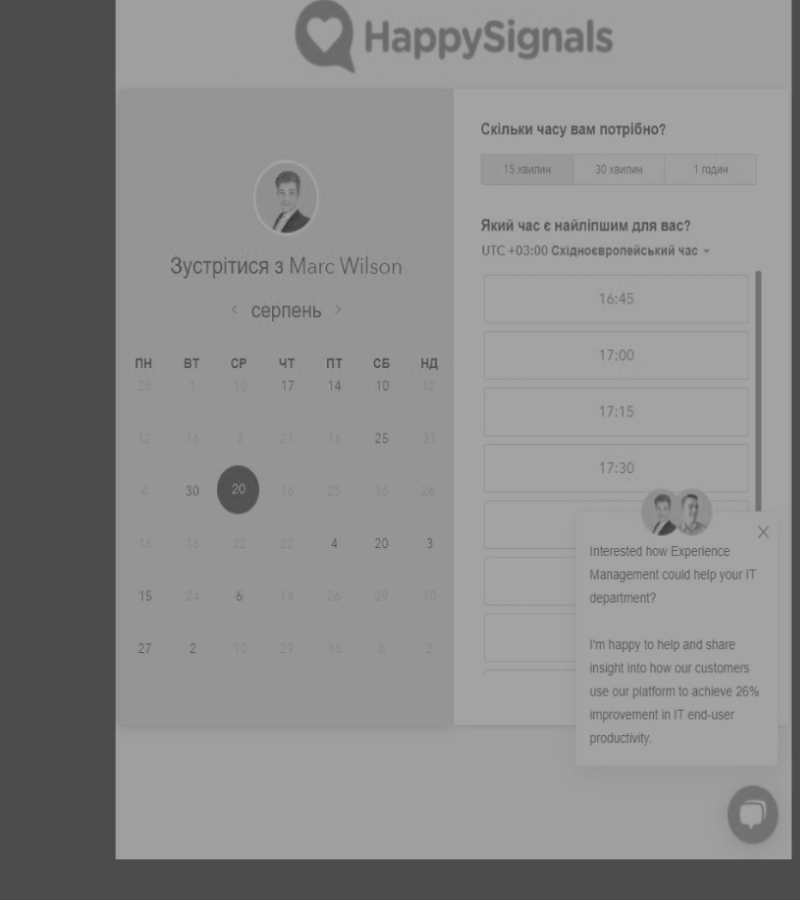 HappySignals
Зустрітися з Marc Wilson
серпень
ПН ВТ СР ЧТ ПТ СБ НД
28 1 10 17 14 10 12
12 16 2 21 16 25 31
4 30 20 16 25 16 26
16 16 22 22 4 20 3
15 24 6 14 26 29 10
27 2 10 29 16 6 2
Скільки часу вам потрібно?
15 хвилин 30 хвилин 1 годин
Який час є найліпшим для вас?
UTC +03:00 Східноєвропейський час
16:45
17:00
17:15
17:30
Interested how Experience
Management could help your IT
department?
I'm happy to help and share
insight into how our customers
use our platform to achieve 26%
improvement in IT end-user
productivity.